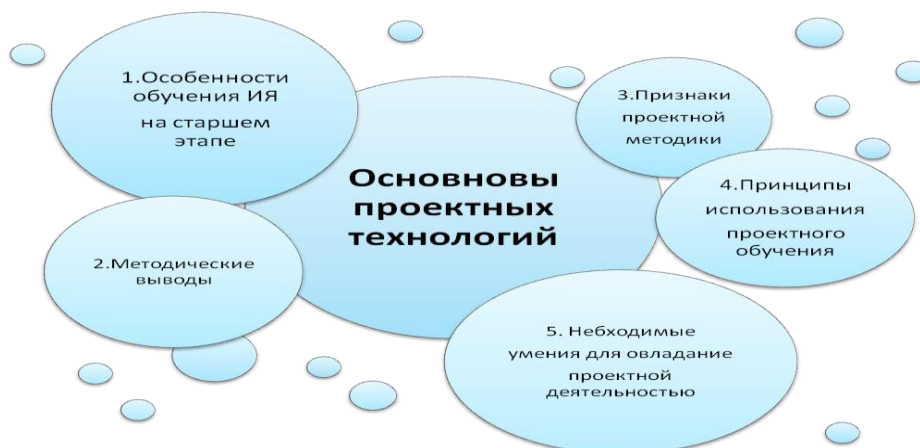 1.Особенности
обучения ИЯ
на старшем
этапе
2.Методические
выводы
Основновы
проектных
технологий
3.Признаки
проектной
методики
4.Принципы
использования
проектного
обучения
5. Небходимые
умения для овладание
проектной
деятельностью